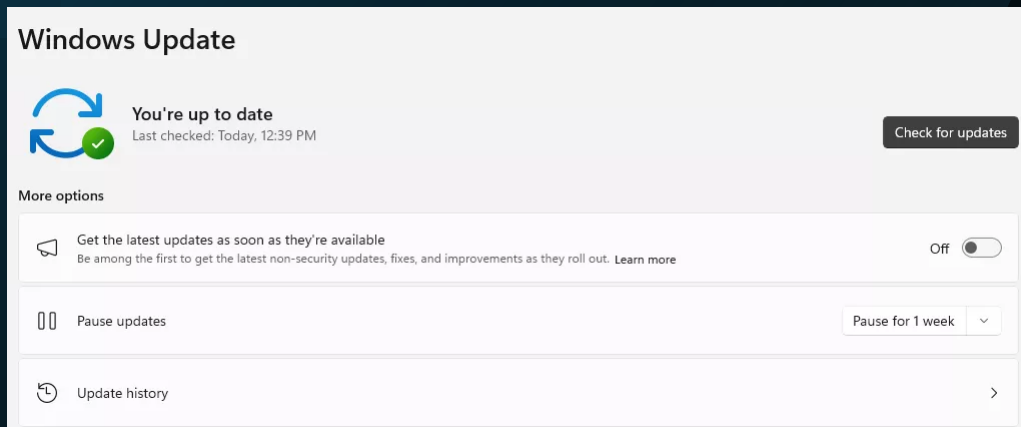 Windows Update
You're up to date
Last checked: Today, 12:39 PM
Check for updates
More options
Get the latest updates as soon as they're available
Be among the first to get the latest non-security updates, fixes, and improvements as they roll out. Learn more
Off
Pause updates
Pause for 1 week
Update history